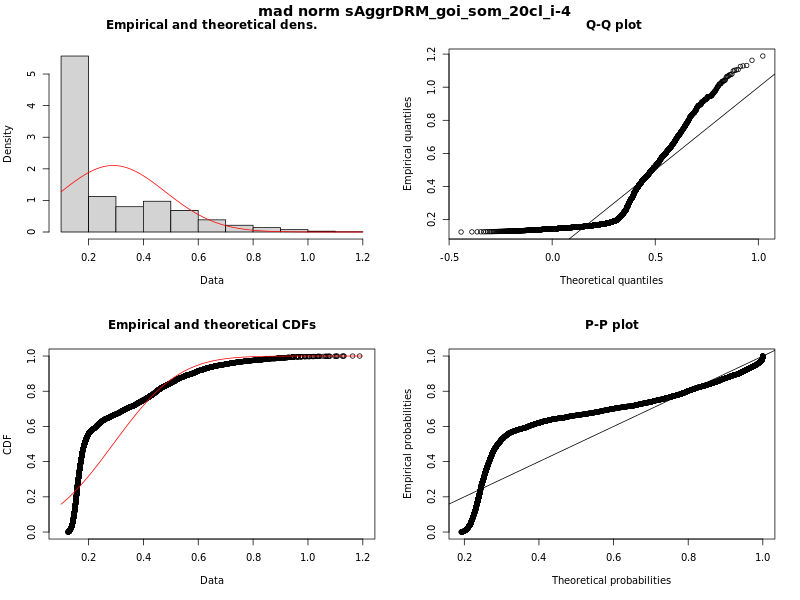 mad norm sAggrDRM_goi_som_20cl_i-4
Empirical and theoretical dens.
Density
0 1 2 3 4 5
0.2 0.4 0.6 0.8 1.0 1.2
Data
Q-Q plot
Empirical quantiles
0.2 0.4 0.6 0.8 1.0 1.2
-0.5 0.0 0.5 1.0
Theoretical quantiles
Empirical and theoretical CDFs
CDF
0.0 0.2 0.4 0.6 0.8 1.0
0.2 0.4 0.6 0.8 1.0 1.2
Data
P-P plot
Empirical probabilities
0.0 0.2 0.4 0.6 0.8 1.0
0.2 0.4 0.6 0.8 1.0
Theoretical probabilities